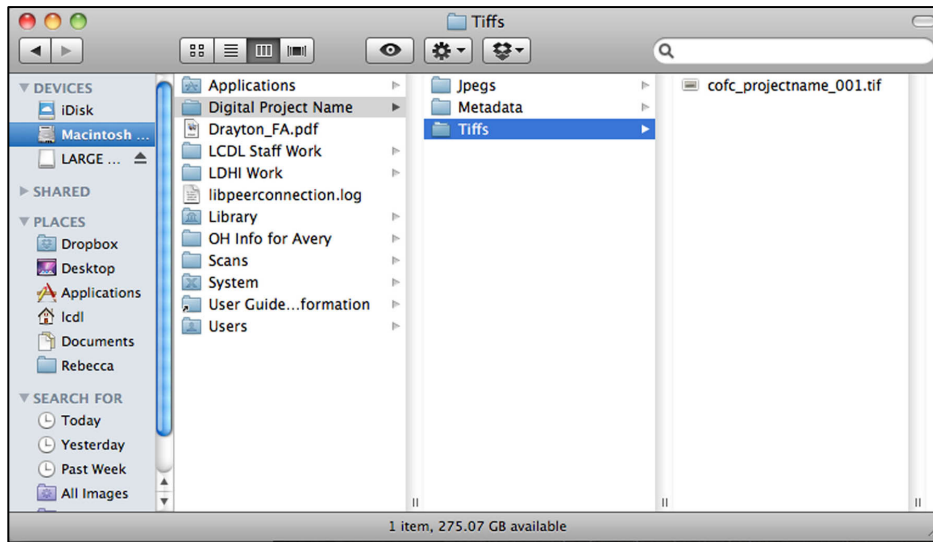 Tiffs
DEVICES
iDisk
Macintosh ...
LARGE ...
SHARED
PLACES
Dropbox
Desktop
Applications
lcdl
Documents
Rebecca
SEARCH FOR
Today
Yesterday
Past Week
All Images
Applications
Digital Project Name
Drayton_FA.pdf
LCDL Staff Work
LDHI Work
libpeerconnection.log
Library
OH Info for Avery
Scans
System
User Guide...formation
Users
Jpegs
Metadata
Tiffs
cofc_projectname_001.tif
1 item, 275.07 GB available